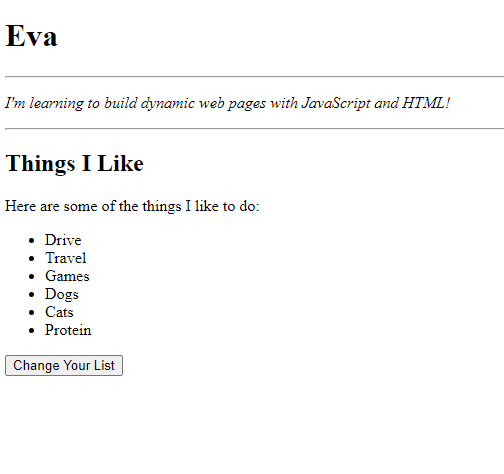 Eva
I'm learning to build dynamic web pages with JavaScript and HTML!
Things I Like
Here are some of the things I like to do:
Drive
Travel
Games
Dogs
Cats
Protein
Change Your List